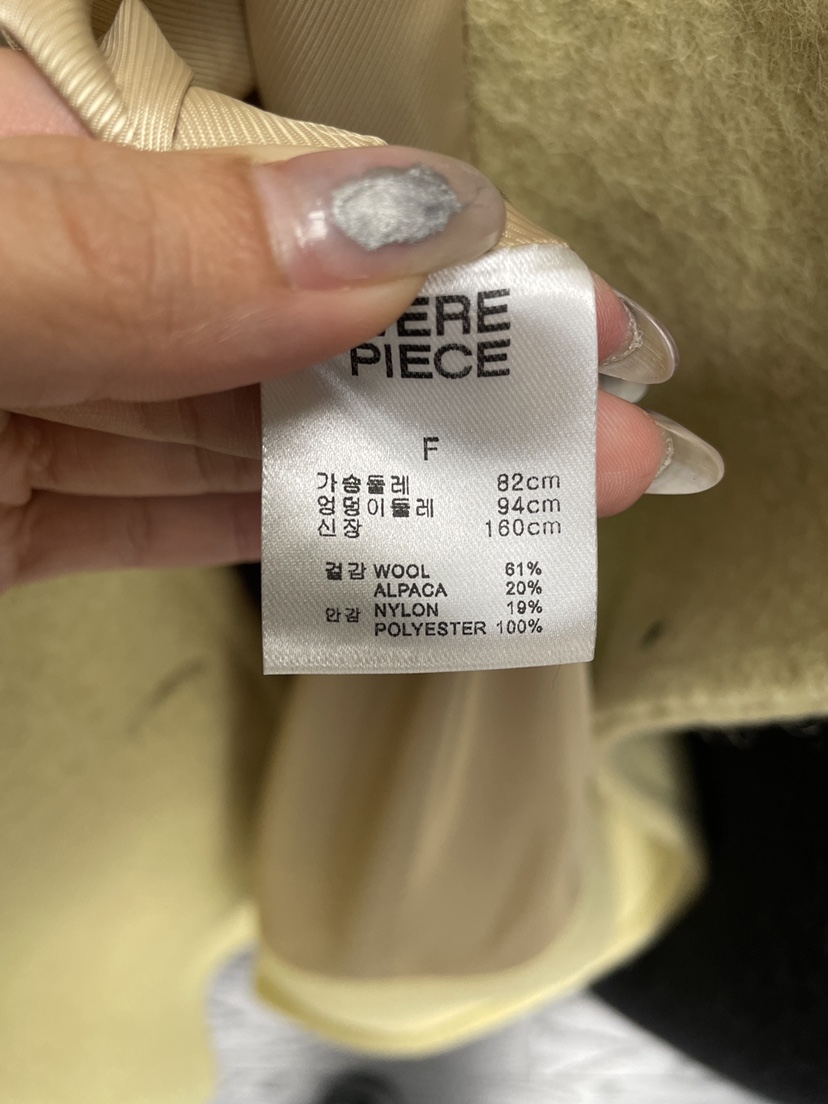 PIECE
F
가슴둘레 82cm
엉덩이둘레 94cm
신장 160cm
겉감 WOOL 61%
ALPACA 20%
안감 NYLON 19%
POLYESTER 100%